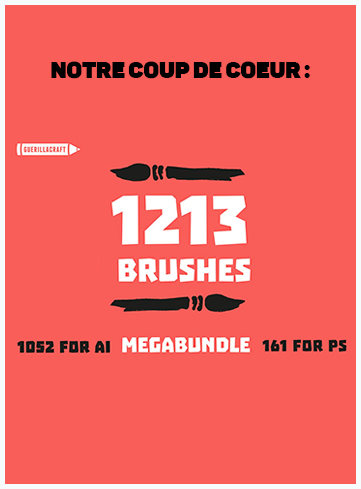 NOTRE COUP DE COEUR :
GUERILLACRAFT
1213
BRUSHES
1052 FOR AI MEGABUNDLE 161 FOR PS